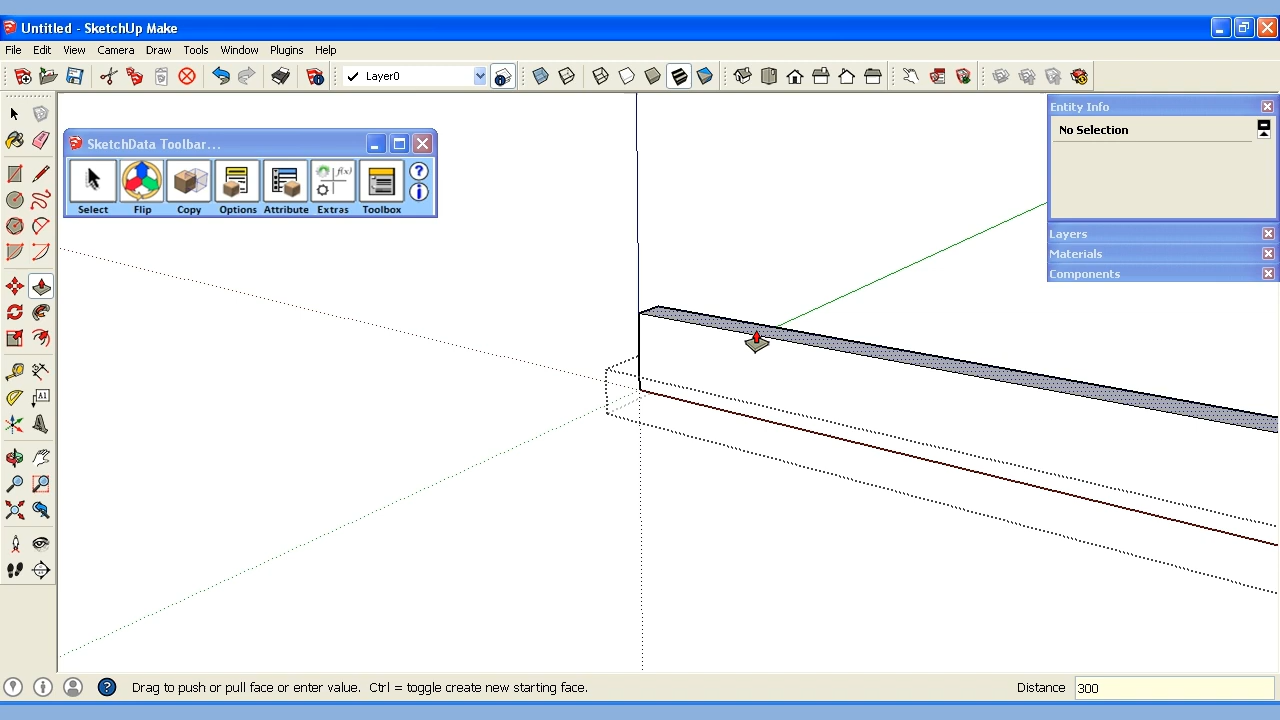 Untitled - SketchUp Make
File Edit View Camera Draw Tools Window Plugins Help
Layer0
Entity Info
No Selection
SketchData Toolbar...
f(x)
? 
Select Flip Copy Options Attribute Extras Toolbox
i
Layers
Materials
Components
A1
? Drag to push or pull face or enter value. Ctrl = toggle create new starting face. Distance 300